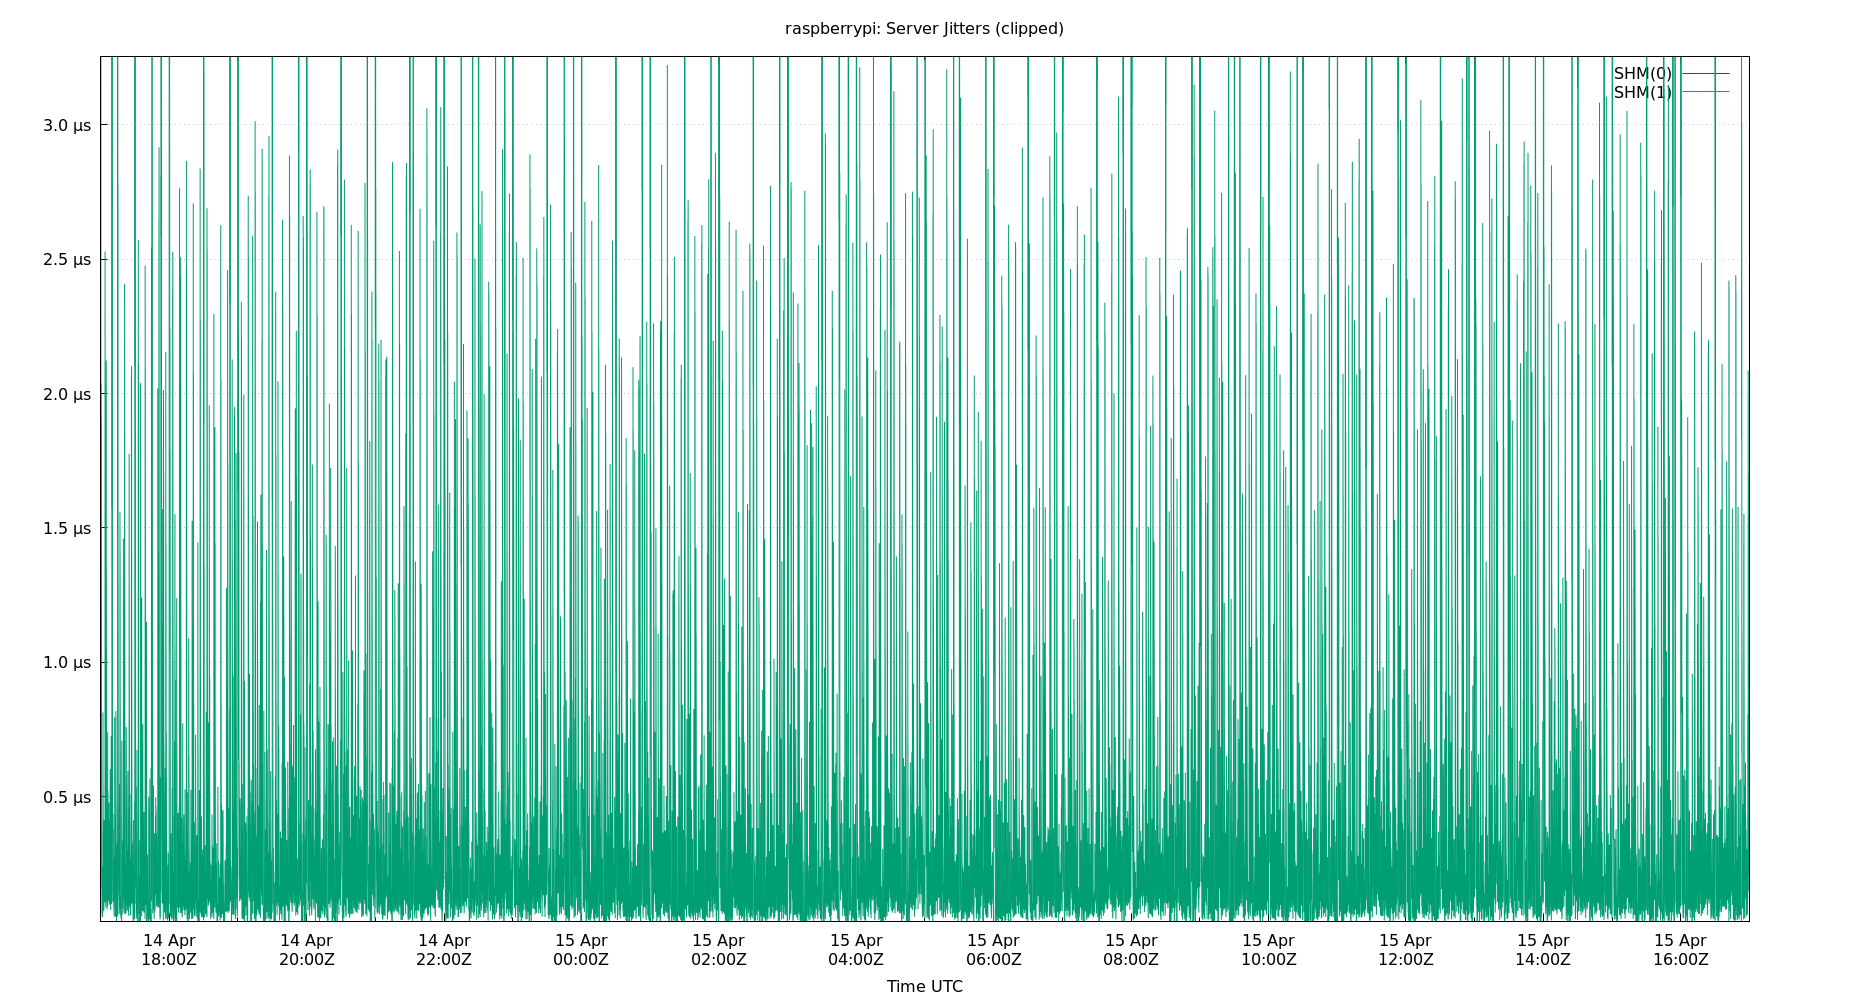 raspberrypi: Server Jitters (clipped)
SHM(0)
SHM(1)
3.0 μs
2.5 μs
2.0 μs
1.5 μs
1.0 μs
0.5 μs
14 Apr 14 Apr 14 Apr 15 Apr 15 Apr 15 Apr 15 Apr 15 Apr 15 Apr 15 Apr 15 Apr 15 Apr
18:00Z 20:00Z 22:00Z 00:00Z 02:00Z 04:00Z 06:00Z 08:00Z 10:00Z 12:00Z 14:00Z 16:00Z
Time UTC